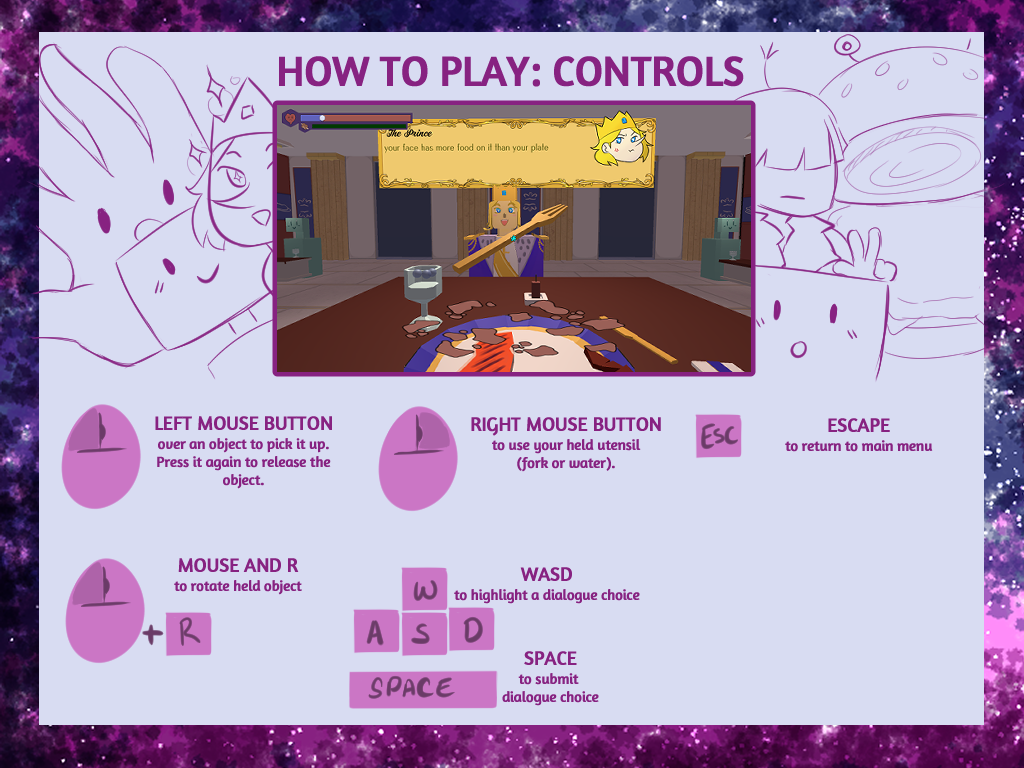 HOW TO PLAY: CONTROLS
The Prince
your face has more food on it than your plate
LEFT MOUSE BUTTON
over an object to pick it up.
Press it again to release the
object.
RIGHT MOUSE BUTTON
to use your held utensil
(fork or water).
ESC
ESCAPE
to return to main menu
MOUSE AND R
to rotate held object
+ R
W
A S D
WASD
to highlight a dialogue choice
SPACE
SPACE
to submit
dialogue choice